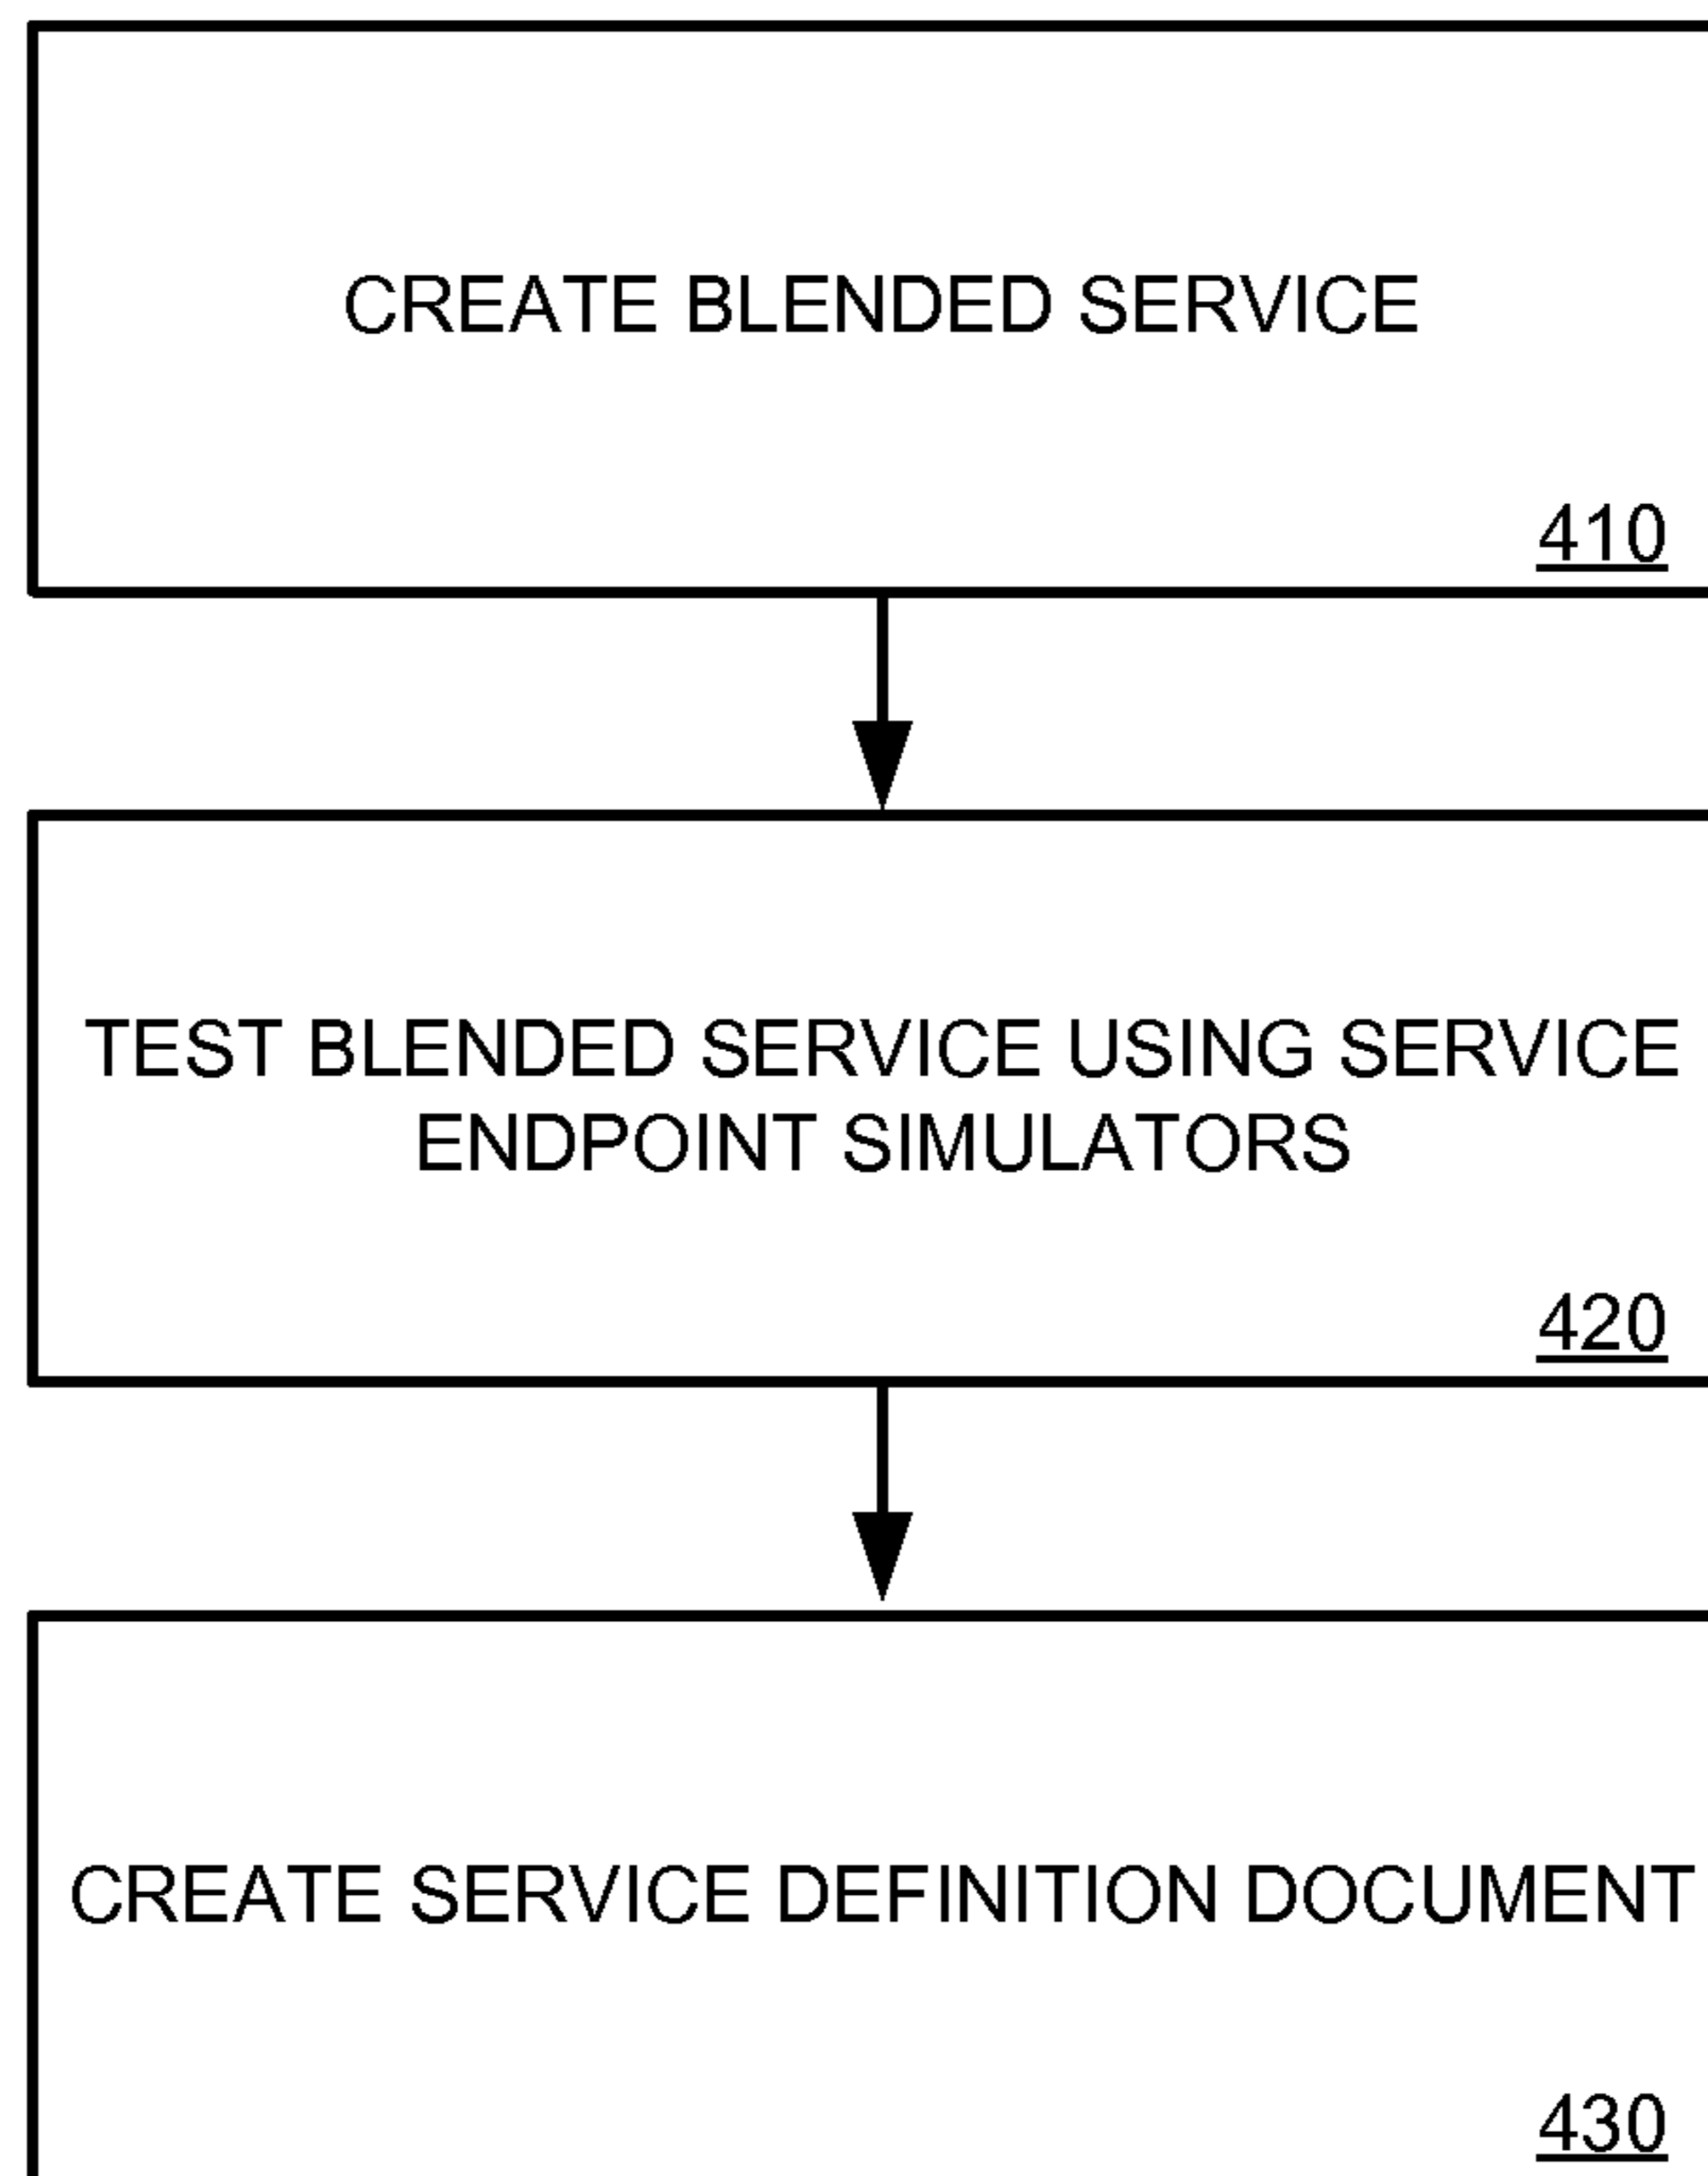 CREATE BLENDED SERVICE
410
TEST BLENDED SERVICE USING SERVICE
ENDPOINT SIMULATORS
420
CREATE SERVICE DEFINITION DOCUMENT
430